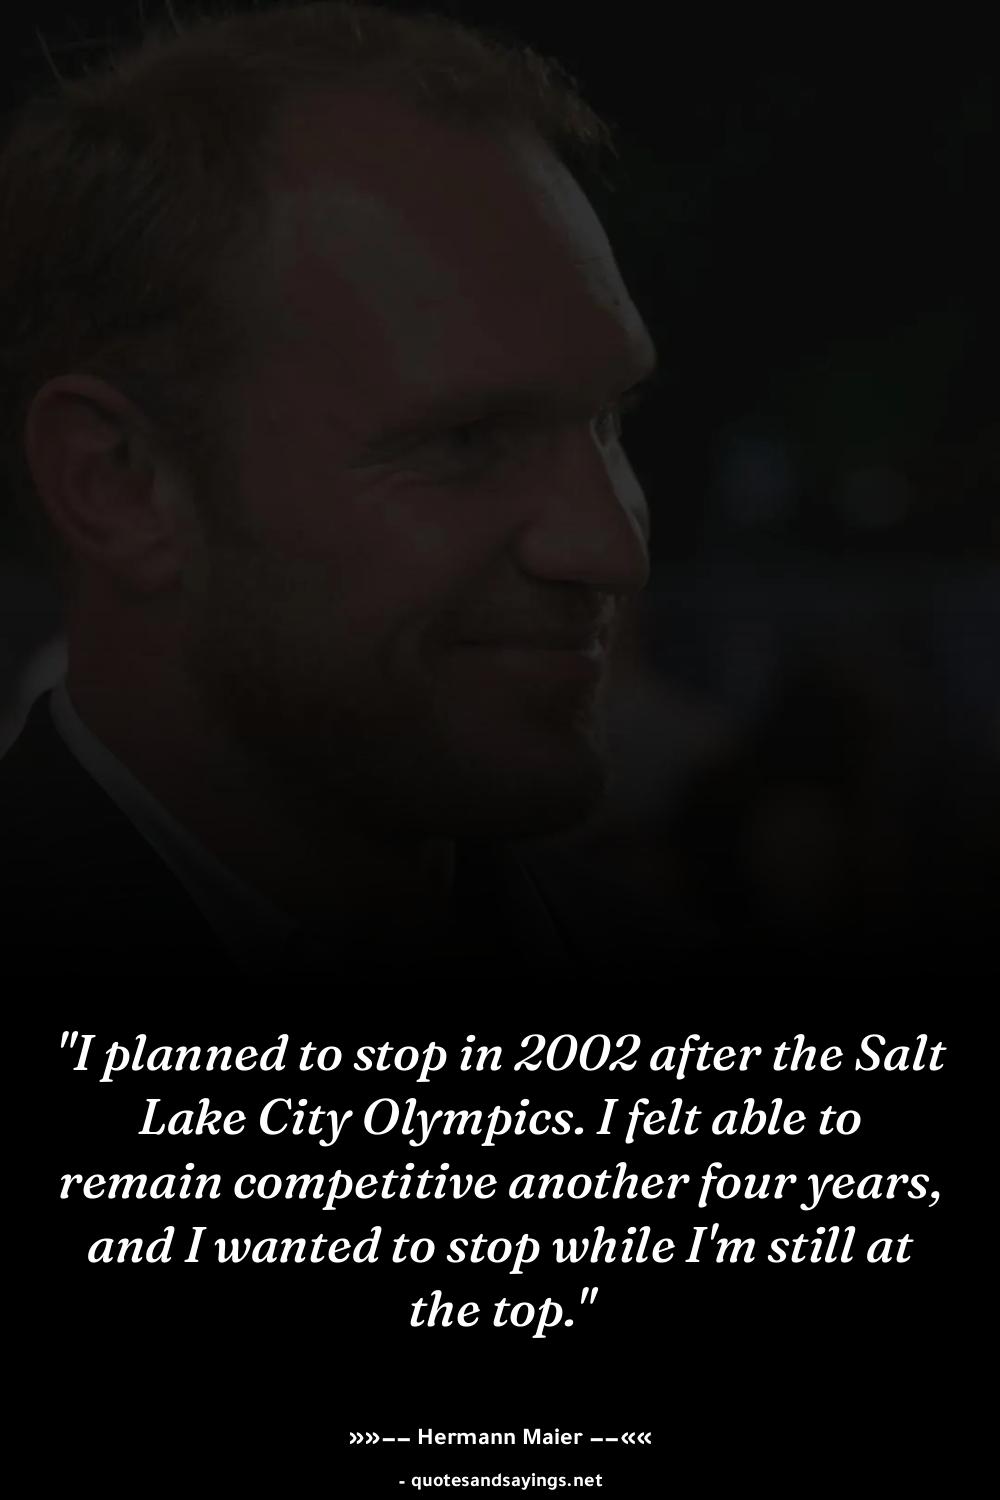 "I planned to stop in 2002 after the Salt
Lake City Olympics. I felt able to
remain competitive another four years,
and I wanted to stop while I'm still at
the top."
»»–– Hermann Maier ––««
- quotesandsayings.net